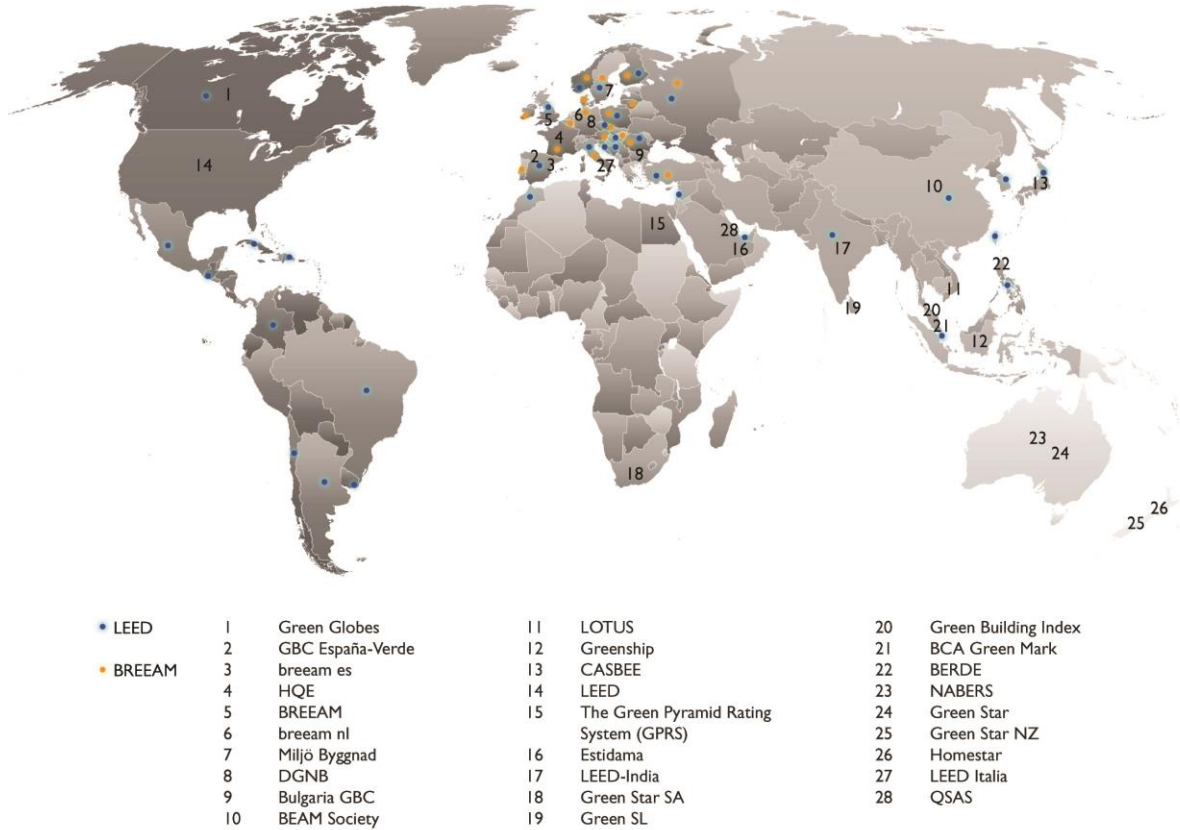 1
14
5
6
7
8
4
2
3
27
9
15
28
16
10
13
17
19
22
11
20
21
12
18
23
24
25
26
LEED
BREEAM
1 Green Globes
2 GBC España-Verde
3 breeam es
4 HQE
5 BREEAM
6 breeam nl
7 Miljö Byggnad
8 DGNB
9 Bulgaria GBC
10 BEAM Society
11 LOTUS
12 Greenship
13 CASBEE
14 LEED
15 The Green Pyramid Rating
System (GPRS)
16 Estidama
17 LEED-India
18 Green Star SA
19 Green SL
20 Green Building Index
21 BCA Green Mark
22 BERDE
23 NABERS
24 Green Star
25 Green Star NZ
26 Homestar
27 LEED Italia
28 QSAS